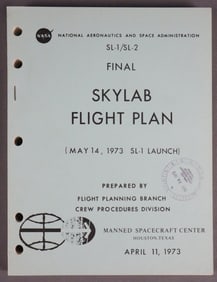 NASA
NATIONAL AERONAUTICS AND SPACE ADMINISTRATION
SL-1/SL-2
FINAL
SKYLAB
FLIGHT PLAN
(MAY 14, 1973 SL-1 LAUNCH)
PREPARED BY
FLIGHT PLANNING BRANCH
CREW PROCEDURES DIVISION
MANNED SPACECRAFT CENTER
HOUSTON, TEXAS
APRIL 11, 1973